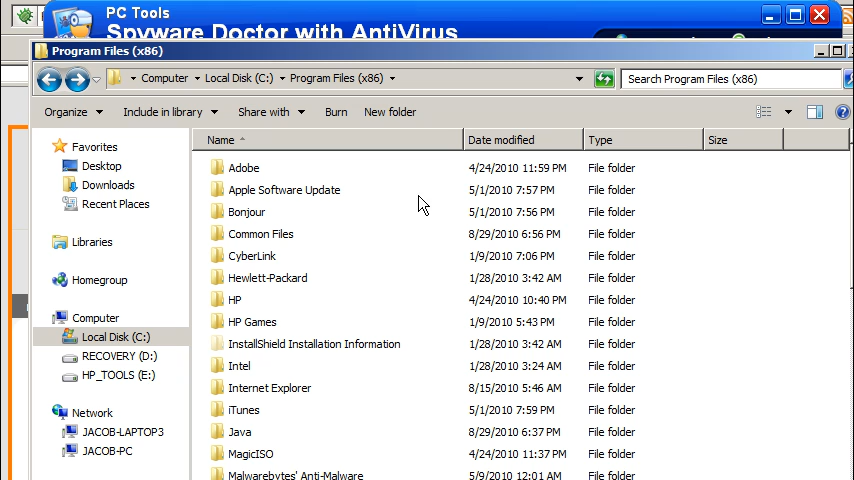 PC Tools
Spyware Doctor with AntiVirus
Program Files (x86)
Computer Local Disk (C:) Program Files (x86)
Search Program Files (x86)
Organize Include in library Share with Burn New folder
Favorites
Desktop
Downloads
Recent Places
Libraries
Homegroup
Computer
Local Disk (C:)
RECOVERY (D:)
HP_TOOLS (E:)
Network
JACOB-LAPTOP3
JACOB-PC
Name Date modified Type Size
Adobe 4/24/2010 11:59 PM File folder
Apple Software Update 5/1/2010 7:57 PM File folder
Bonjour 5/1/2010 7:56 PM File folder
Common Files 8/29/2010 6:56 PM File folder
CyberLink 1/9/2010 7:06 PM File folder
Hewlett-Packard 1/28/2010 3:42 AM File folder
HP 4/24/2010 10:40 PM File folder
HP Games 1/9/2010 5:43 PM File folder
InstallShield Installation Information 1/28/2010 3:42 AM File folder
Intel 1/28/2010 3:24 AM File folder
Internet Explorer 8/15/2010 5:46 AM File folder
iTunes 5/1/2010 7:59 PM File folder
Java 8/29/2010 6:37 PM File folder
MagicISO 4/24/2010 11:37 PM File folder
Malwarebytes' Anti-Malware 5/9/2010 12:01 AM File folder